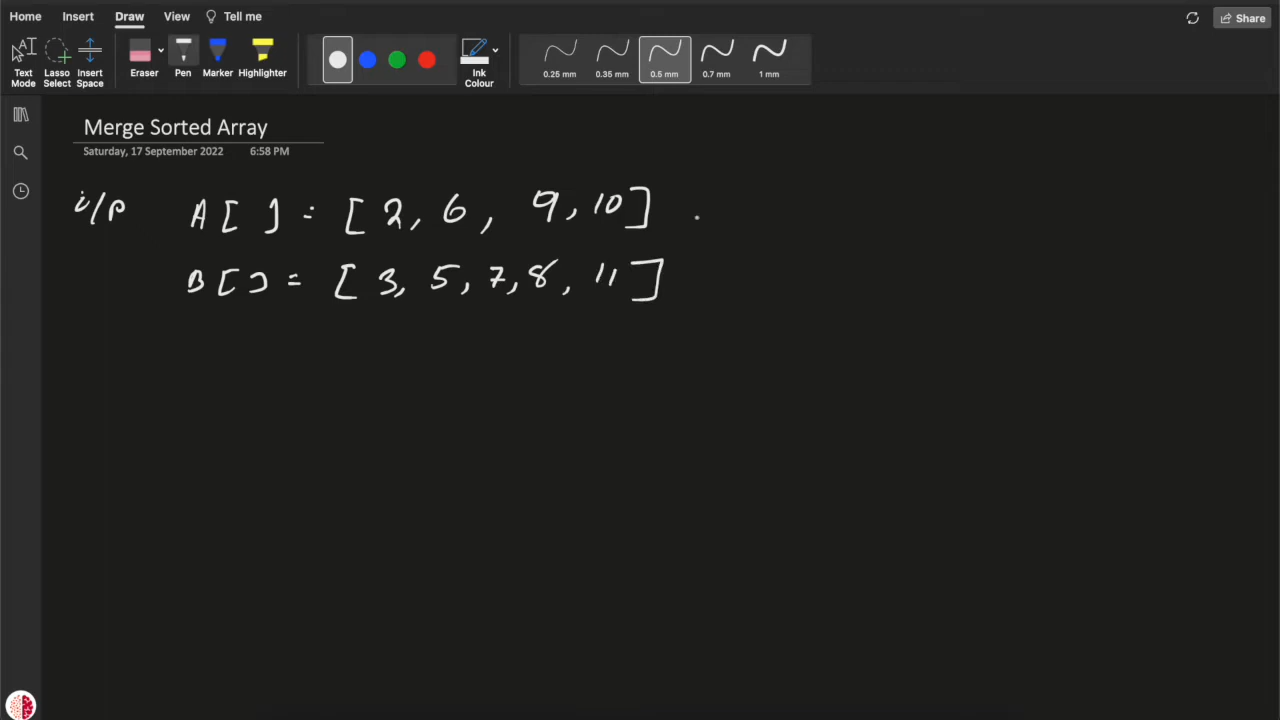 Home Insert Draw View Tell me
Share
Text Mode
Lasso Select
Insert Space
Eraser
Pen
Marker
Highlighter
Ink Colour
0.25 mm
0.35 mm
0.5 mm
0.7 mm
1 mm
Merge Sorted Array
Saturday, 17 September 2022 6:58 PM
i/p A[ ] = [ 2, 6, 9, 10 ]
B[ ] = [ 3, 5, 7, 8, 11 ]